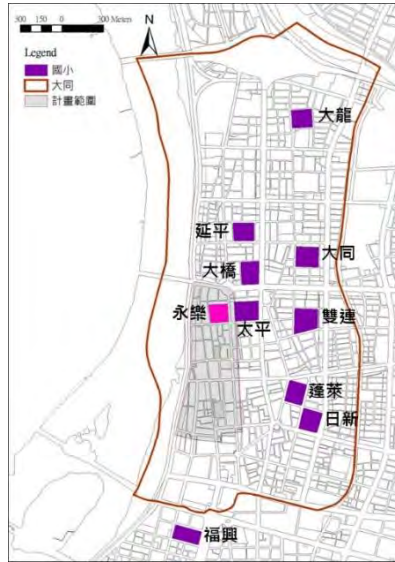 300 150 0 300 Meters
N
Legend
國小
大同
計畫範圍
大龍
延平
大同
大橋
永樂
太平
雙連
蓬萊
日新
福興